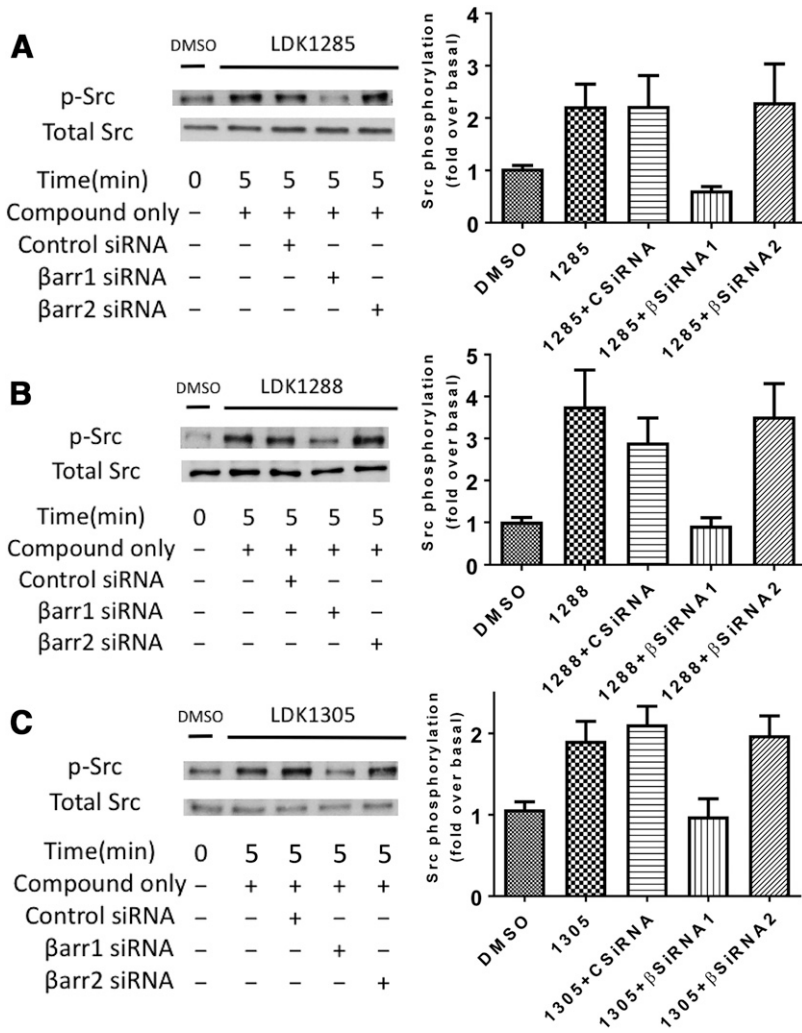 A
DMSO LDK1285
p-Src
Total Src
Time(min) 0 5 5 5 5
Compound only – + + + +
Control siRNA – – + – –
βarr1 siRNA – – – + –
βarr2 siRNA – – – – +
Src phosphorylation
(fold over basal)
4
3
2
1
0
DMSO
1285
1285+CSiRNA
1285+βSiRNA1
1285+βSiRNA2
B
DMSO LDK1288
p-Src
Total Src
Time(min) 0 5 5 5 5
Compound only – + + + +
Control siRNA – – + – –
βarr1 siRNA – – – + –
βarr2 siRNA – – – – +
Src phosphorylation
(fold over basal)
5
4
3
2
1
0
DMSO
1288
1288+CSiRNA
1288+βSiRNA1
1288+βSiRNA2
C
DMSO LDK1305
p-Src
Total Src
Time(min) 0 5 5 5 5
Compound only – + + + +
Control siRNA – – + – –
βarr1 siRNA – – – + –
βarr2 siRNA – – – – +
Src phosphorylation
(fold over basal)
2
1
0
DMSO
1305
1305+CSiRNA
1305+βSiRNA1
1305+βSiRNA2